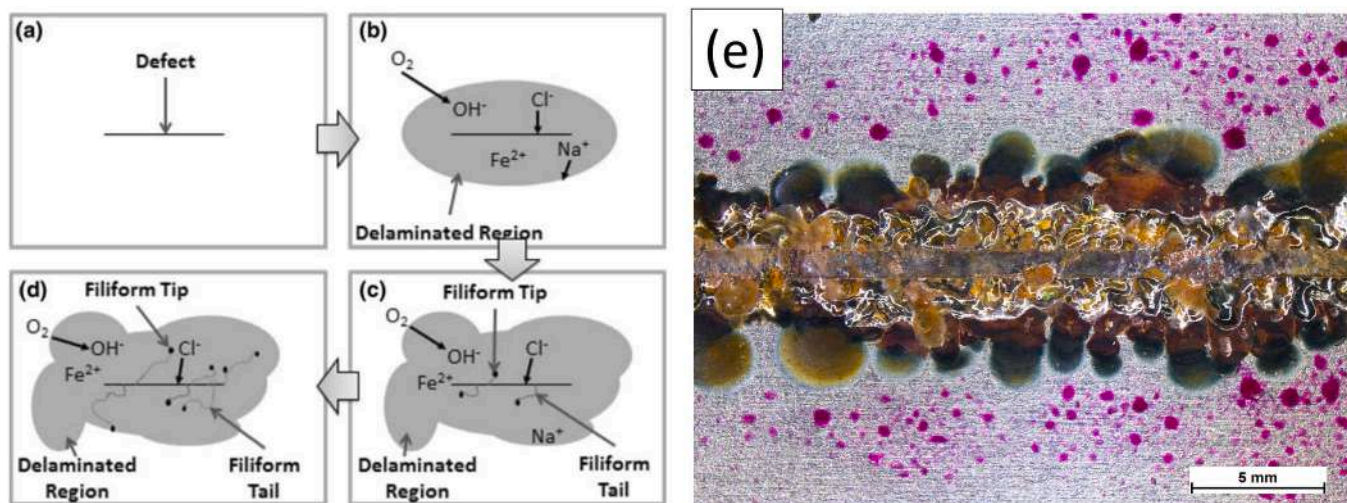 (a)
Defect
(b)
O₂
OH⁻
Cl⁻
Fe²⁺
Na⁺
Delaminated Region
(d)
Filiform Tip
O₂
OH⁻
Cl⁻
Fe²⁺
Delaminated
Region
Filiform
Tail
(c)
Filiform Tip
O₂
OH⁻
Cl⁻
Fe²⁺
Na⁺
Delaminated
Region
Filiform
Tail
(e)
5 mm